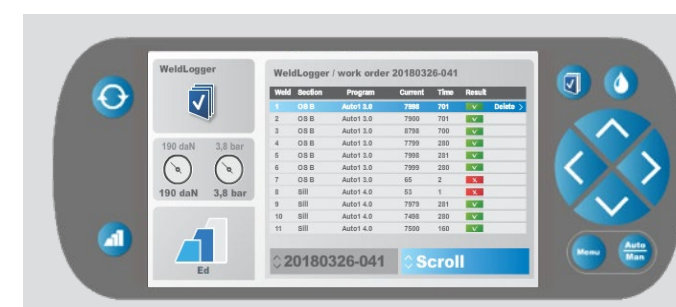 WeldLogger
WeldLogger / work order 20180326-041
Weld Section Program Current Time Result
1 OS B Auto1 3.0 7998 701 V Delete >
2 OS B Auto1 3.0 7900 701 V
3 OS B Auto1 3.0 8798 700 V
4 OS B Auto1 3.0 7799 280 V
5 OS B Auto1 3.0 7998 281 V
6 OS B Auto1 3.0 7999 280 V
7 OS B Auto1 3.0 65 2 X
8 Sill Auto1 4.0 53 1 X
9 Sill Auto1 4.0 7979 281 V
10 Sill Auto1 4.0 7498 280 V
11 Sill Auto1 4.0 7500 160 V
190 daN 3,8 bar
190 daN 3,8 bar
Ed
20180326-041 Scroll
Menu
Auto
Man